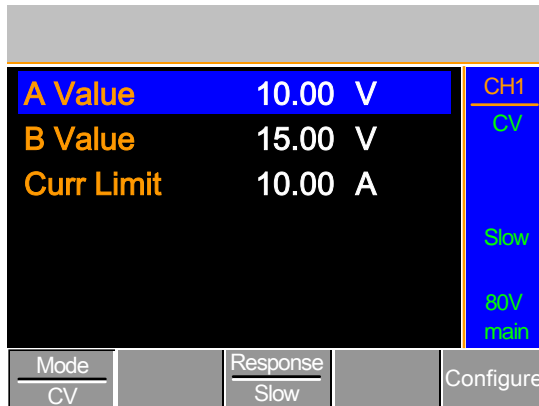 A Value 10.00 V
B Value 15.00 V
Curr Limit 10.00 A
CH1
CV
Slow
80V
main
Mode
CV
Response
Slow
Configure